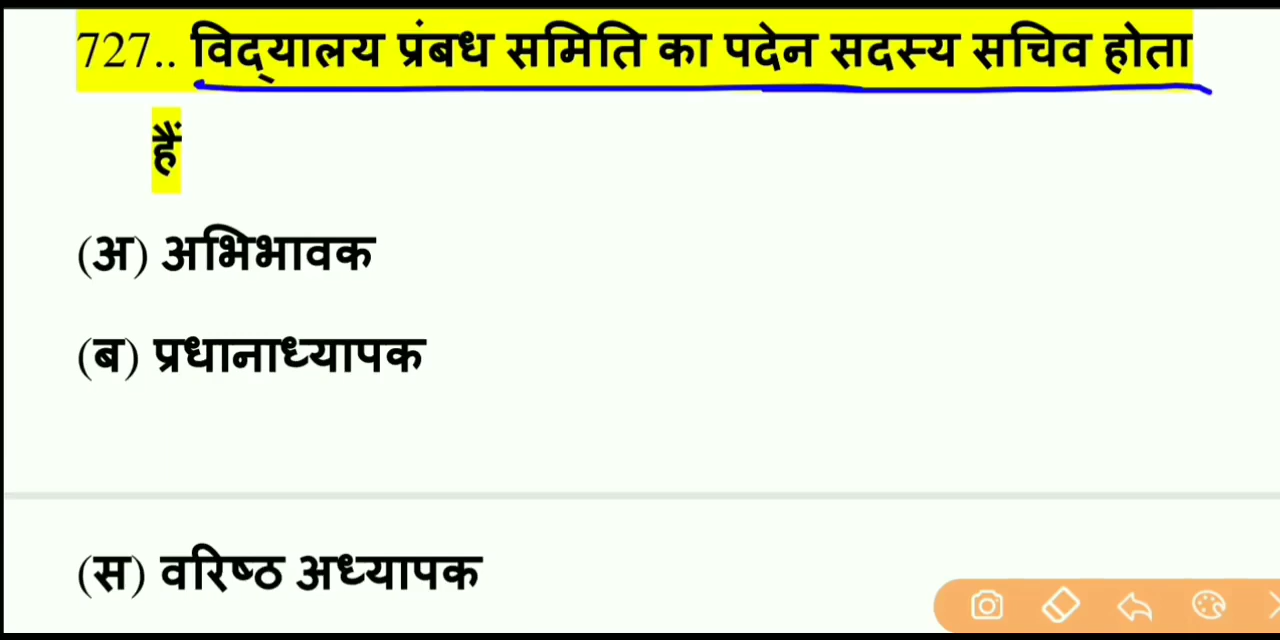 727.. विद्यालय प्रंबध समिति का पदेन सदस्य सचिव होता
हैं
(अ) अभिभावक
(ब) प्रधानाध्यापक
(स) वरिष्ठ अध्यापक